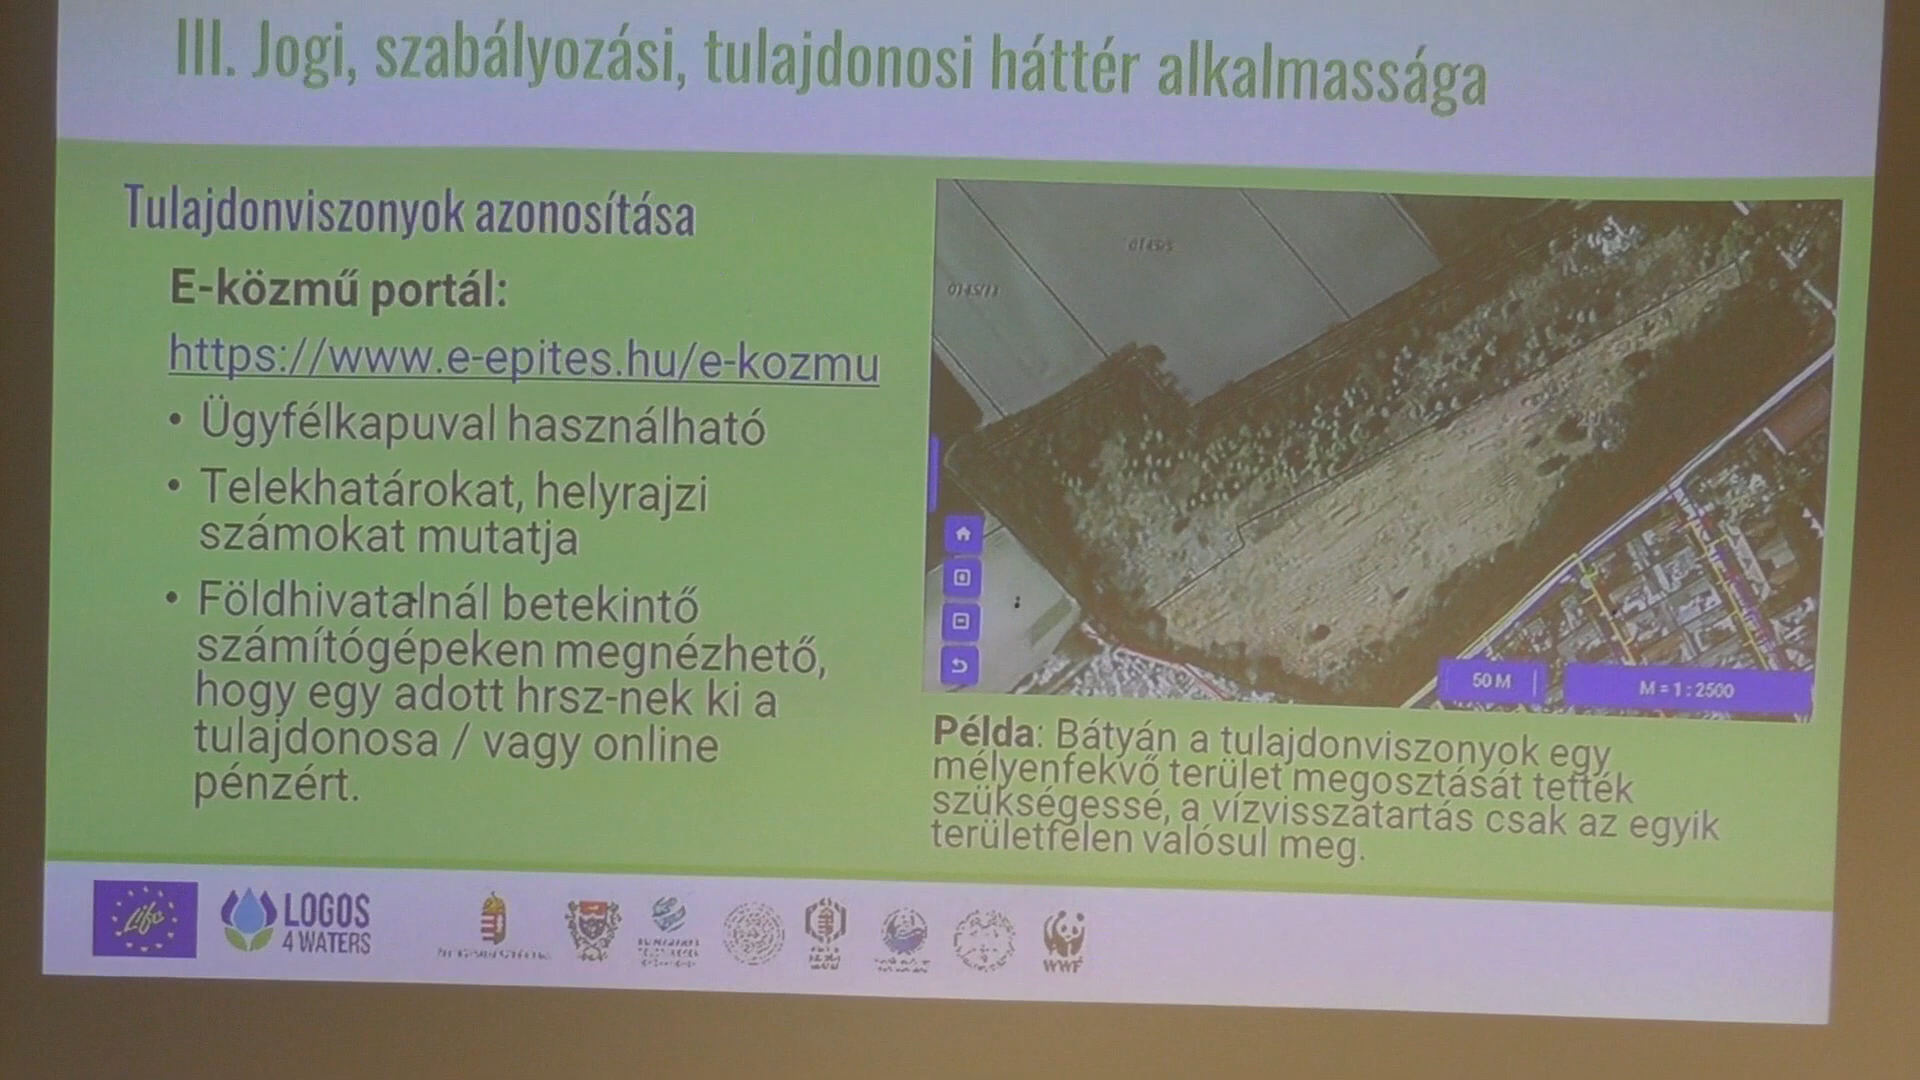 III. Jogi, szabályozási, tulajdonosi háttér alkalmassága
Tulajdonviszonyok azonosítása
E-közmű portál:
https://www.e-epites.hu/e-kozmu
• Ügyfélkapuval használható
• Telekhatárokat, helyrajzi
számokat mutatja
• Földhivatalnál betekintő
számítógépeken megnézhető,
hogy egy adott hrsz-nek ki a
tulajdonosa / vagy online
pénzért.
50 M
M = 1 : 2500
Példa: Bátyán a tulajdonviszonyok egy
mélyenfekvő terület megosztását tették
szükségessé, a vízvisszatartás csak az egyik
területfélen valósul meg.
Life
LOGOS
4 WATERS
WWF